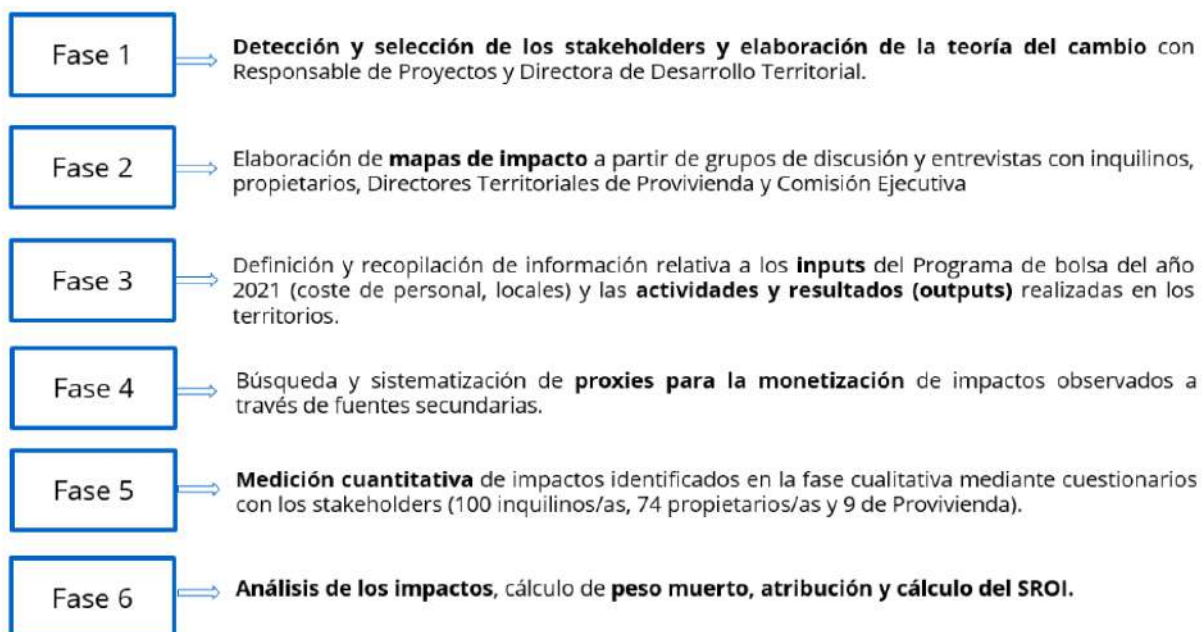 Fase 1
Detección y selección de los stakeholders y elaboración de la teoría del cambio con
Responsable de Proyectos y Directora de Desarrollo Territorial.
Fase 2
Elaboración de mapas de impacto a partir de grupos de discusión y entrevistas con inquilinos,
propietarios, Directores Territoriales de Provivienda y Comisión Ejecutiva
Fase 3
Definición y recopilación de información relativa a los inputs del Programa de bolsa del año
2021 (coste de personal, locales) y las actividades y resultados (outputs) realizadas en los
territorios.
Fase 4
Búsqueda y sistematización de proxies para la monetización de impactos observados a
través de fuentes secundarias.
Fase 5
Medición cuantitativa de impactos identificados en la fase cualitativa mediante cuestionarios
con los stakeholders (100 inquilinos/as, 74 propietarios/as y 9 de Provivienda).
Fase 6
Análisis de los impactos, cálculo de peso muerto, atribución y cálculo del SROI.